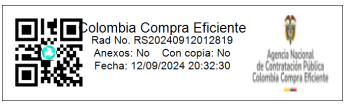 Colombia Compra Eficiente
Rad No. RS20240912012819
Anexos: No Con copia: No
Fecha: 12/09/2024 20:32:30
Agencia Nacional
de Contratación Pública
Colombia Compra Eficiente